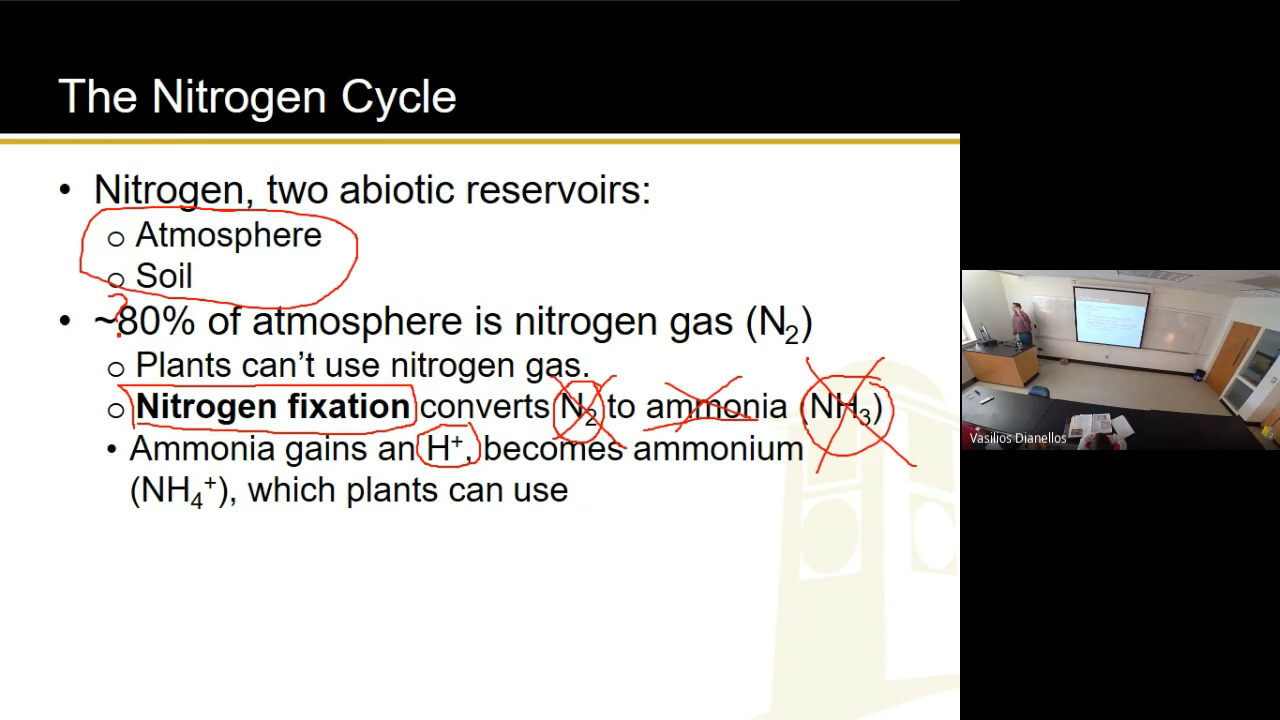 The Nitrogen Cycle
• Nitrogen, two abiotic reservoirs:
o Atmosphere
o Soil
?
• ~80% of atmosphere is nitrogen gas (N₂)
o Plants can’t use nitrogen gas.
o Nitrogen fixation converts N₂ to ammonia (NH₃)
• Ammonia gains an H⁺, becomes ammonium
(NH₄⁺), which plants can use
Vasilios Dianellos